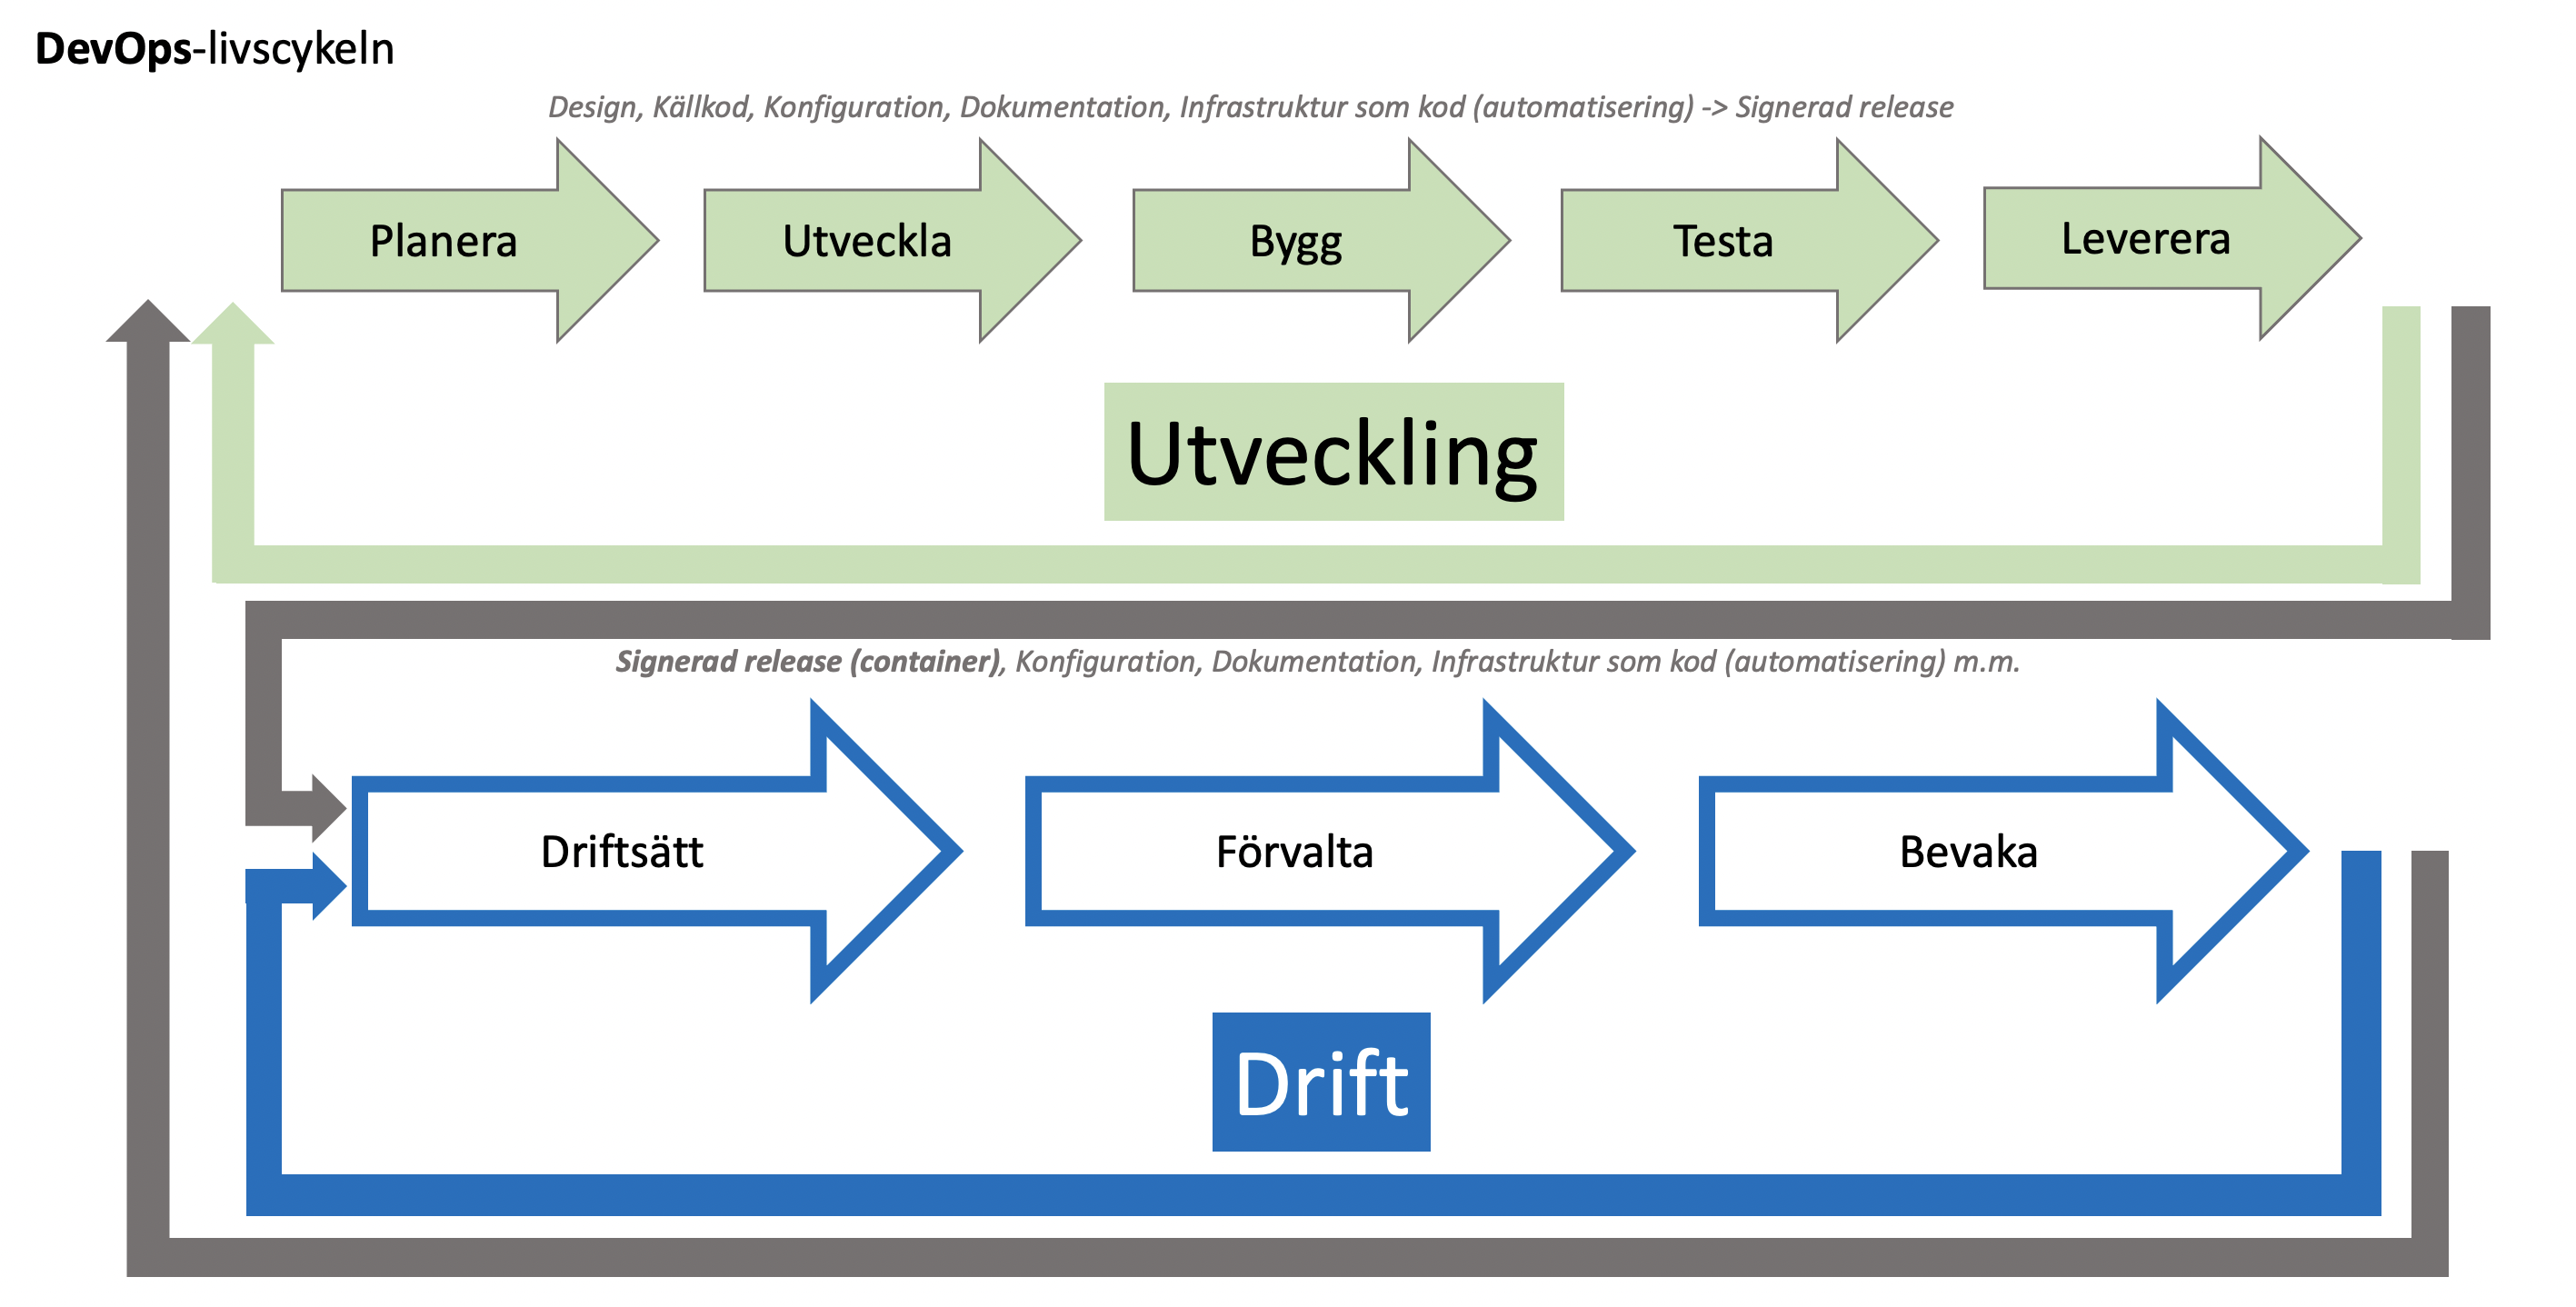 DevOps-livscykeln
Design, Källkod, Konfiguration, Dokumentation, Infrastruktur som kod (automatisering) -> Signerad release
Planera
Utveckla
Bygg
Testa
Leverera
Utveckling
Signerad release (container), Konfiguration, Dokumentation, Infrastruktur som kod (automatisering) m.m.
Driftsätt
Förvalta
Bevaka
Drift